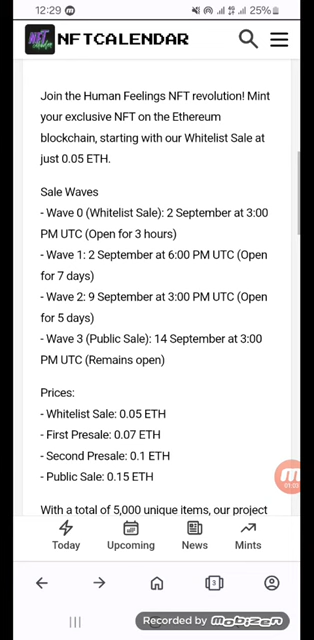 12:29
25%
NFT
NFTCALENDAR
Join the Human Feelings NFT revolution! Mint
your exclusive NFT on the Ethereum
blockchain, starting with our Whitelist Sale at
just 0.05 ETH.
Sale Waves
- Wave 0 (Whitelist Sale): 2 September at 3:00
PM UTC (Open for 3 hours)
- Wave 1: 2 September at 6:00 PM UTC (Open
for 7 days)
- Wave 2: 9 September at 3:00 PM UTC (Open
for 5 days)
- Wave 3 (Public Sale): 14 September at 3:00
PM UTC (Remains open)
Prices:
- Whitelist Sale: 0.05 ETH
- First Presale: 0.07 ETH
- Second Presale: 0.1 ETH
- Public Sale: 0.15 ETH
With a total of 5,000 unique items, our project
Today Upcoming News Mints
3
Recorded by mobizen